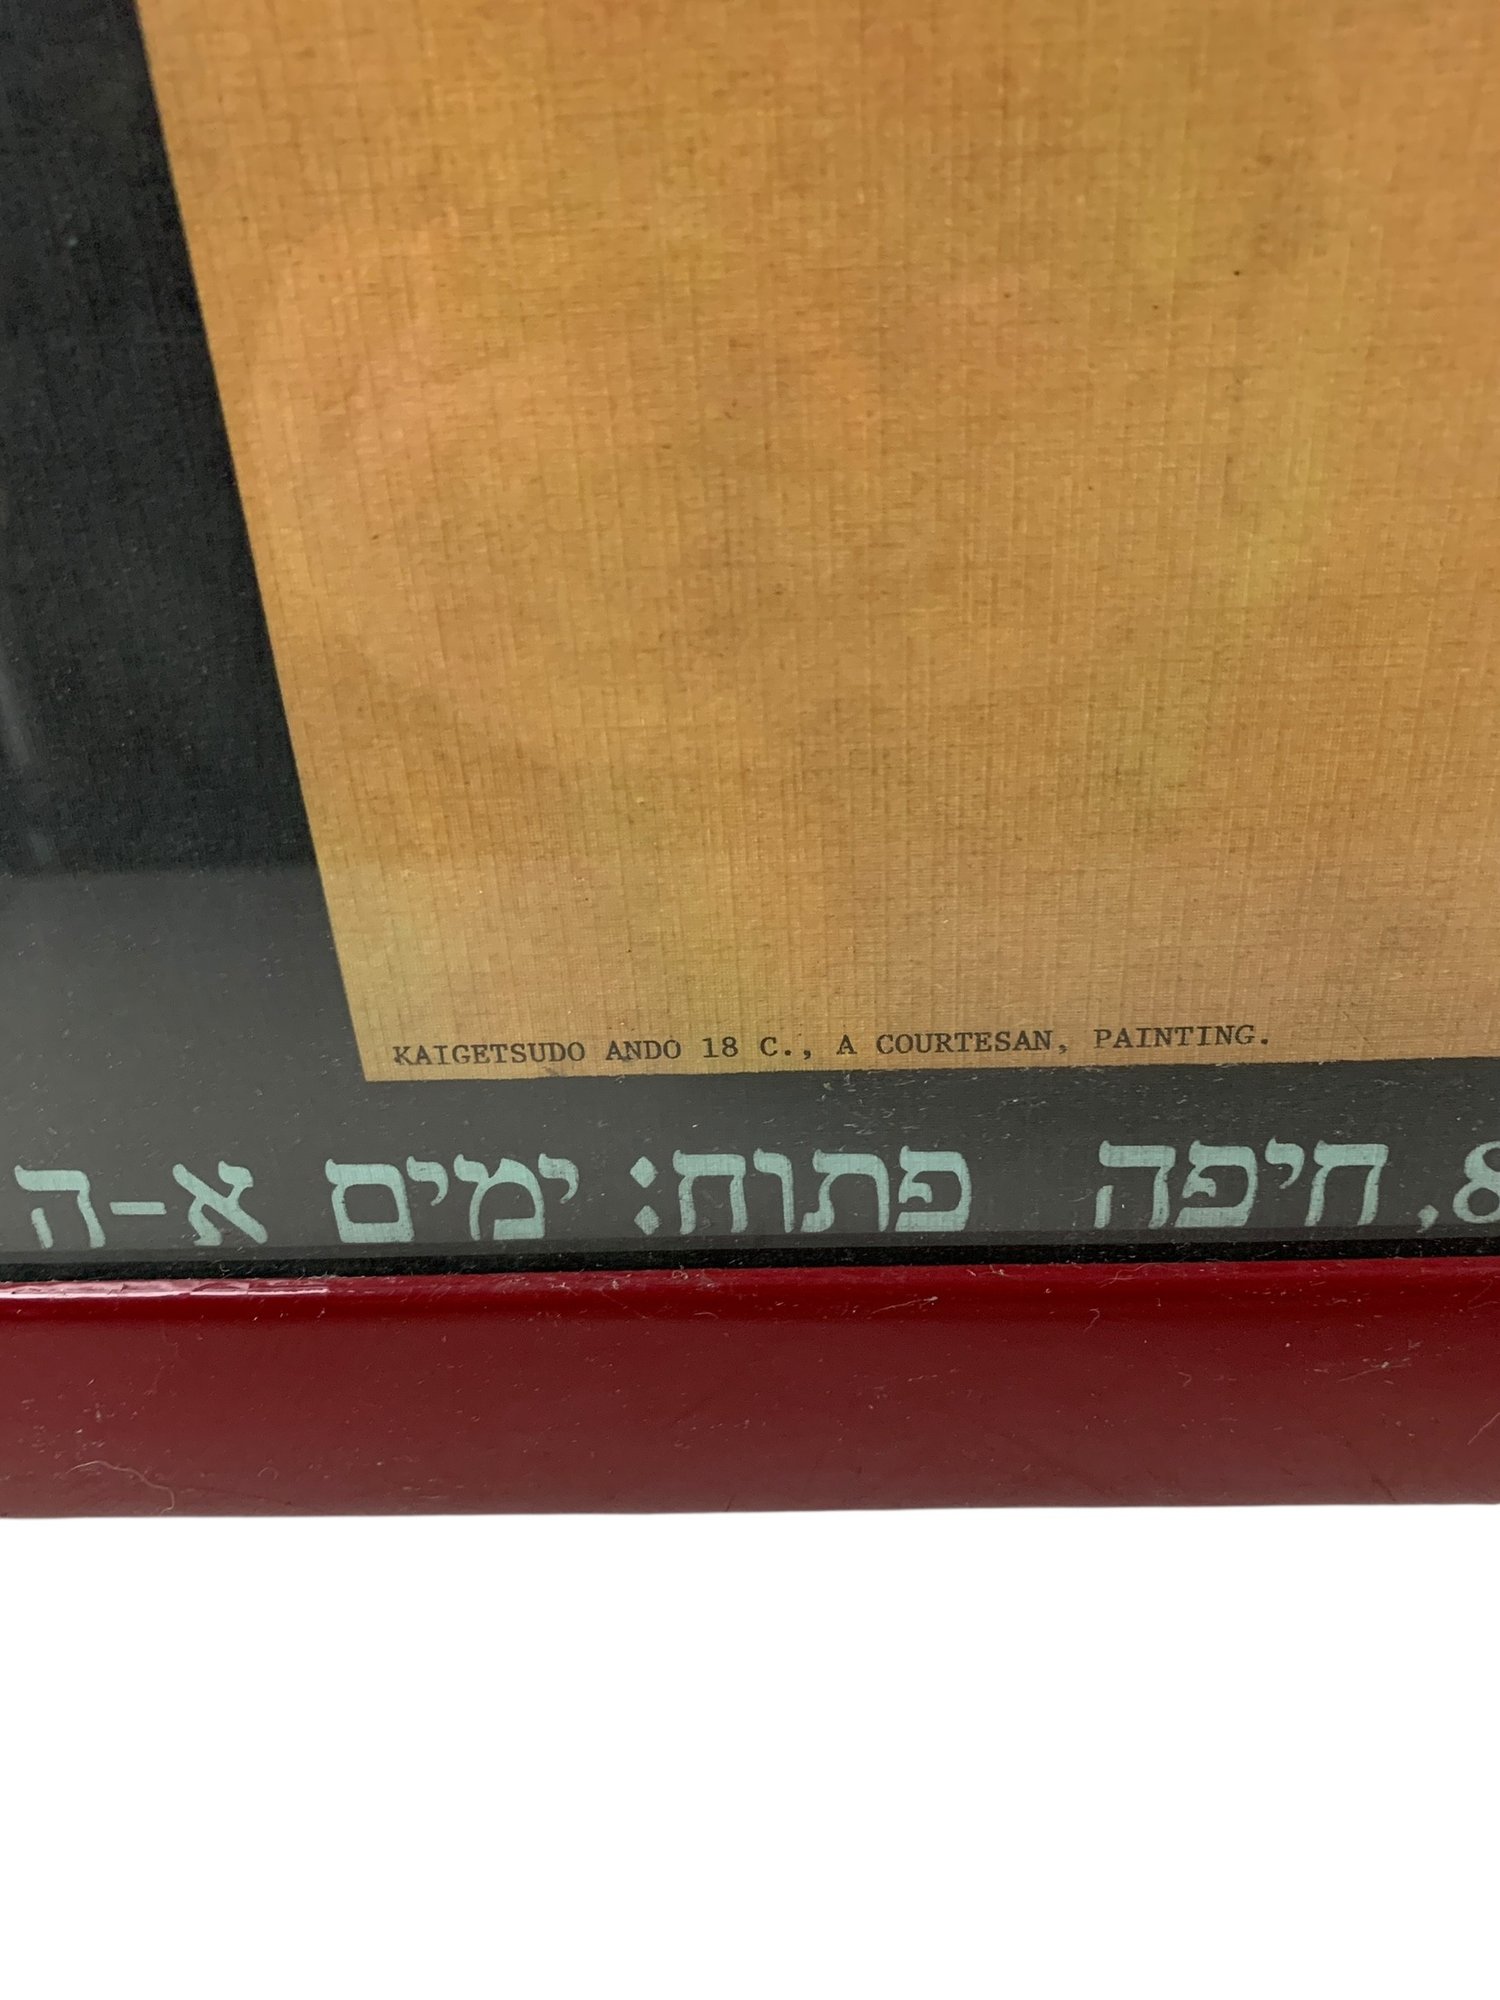 KAIGETSUDO ANDO 18 C., A COURTESAN, PAINTING.
8, חיפה פתוח: ימים א-ה